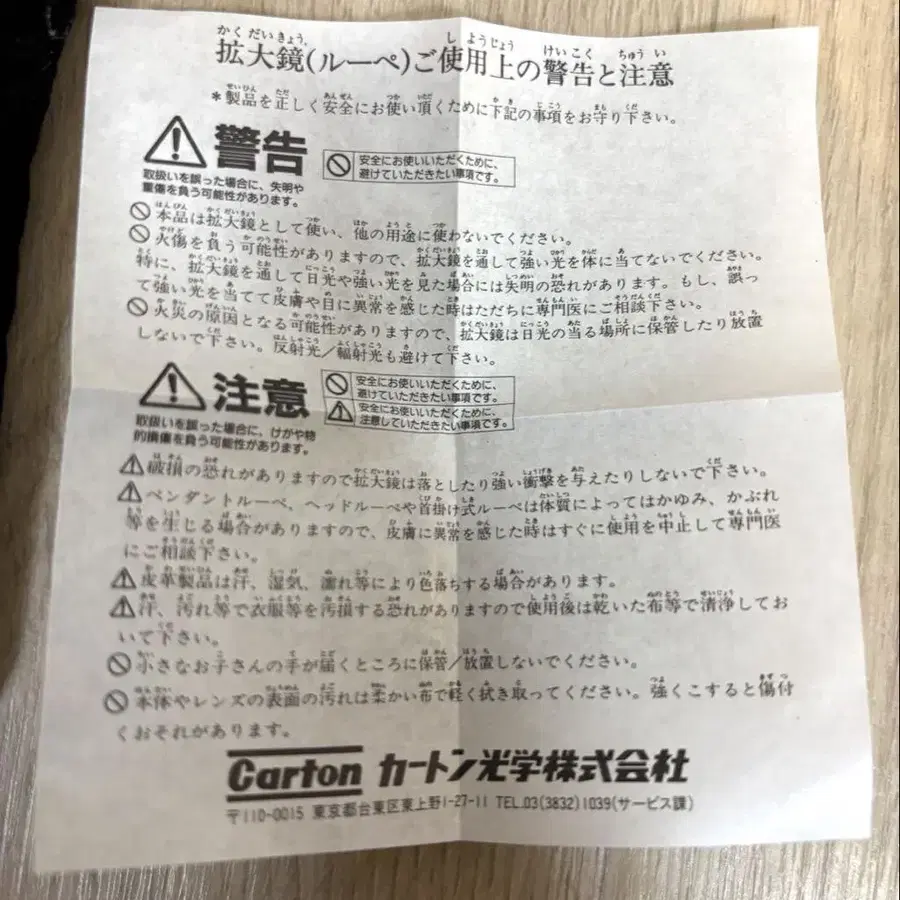 拡大鏡(ルーペ)ご使用上の警告と注意
*製品を正しく安全にお使い頂くために下記の事項をお守り下さい。
警告
取扱いを誤った場合に、失明や
重傷を負う可能性があります。
安全にお使いいただくために、
避けていただきたい事項です。
本品は拡大鏡として使い、他の用途に使わないでください。
火傷を負う可能性がありますので、拡大鏡を通して強い光を体に当てないでください。
特に、拡大鏡を通して日光や強い光を見た場合には失明の恐れがあります。もし、誤っ
て強い光を当てて皮膚や目に異常を感じた時はただちに専門医にご相談下さい。
火災の原因となる可能性がありますので、拡大鏡は日光の当る場所に保管したり放置
しないで下さい。反射光/輻射光も避けて下さい。
注意
取扱いを誤った場合に、けがや物
的損傷を負う可能性があります。
安全にお使いいただくために、
避けていただきたい事項です。
安全にお使いいただくために、
注意していただきたい事項です。
破損の恐れがありますので拡大鏡は落としたり強い衝撃を与えたりしないで下さい。
ペンダントルーペ、ヘッドルーペや首掛け式ルーペは体質によってはかゆみ、かぶれ
等を生じる場合がありますので、皮膚に異常を感じた時はすぐに使用を中止して専門医
にご相談下さい。
皮革製品は汗、湿気、濡れ等により色落ちする場合があります。
汗、汚れ等で衣服等を汚損する恐れがありますので使用後は乾いた布等で清浄してお
いて下さい。
小さなお子さんの手が届くところに保管/放置しないでください。
本体やレンズの表面の汚れは柔かい布で軽く拭き取ってください。強くこすると傷付
くおそれがあります。
Carton カートン光学株式会社
〒110-0015 東京都台東区東上野1-27-11 TEL.03(3832)1039(サービス課)